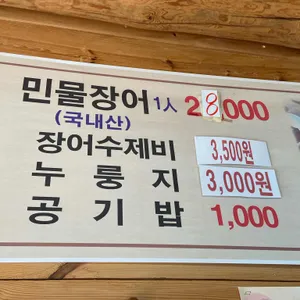 민물장어 1人 28,000
(국내산)
장어수제비 3,500원
누룽지 3,000원
공기밥 1,000